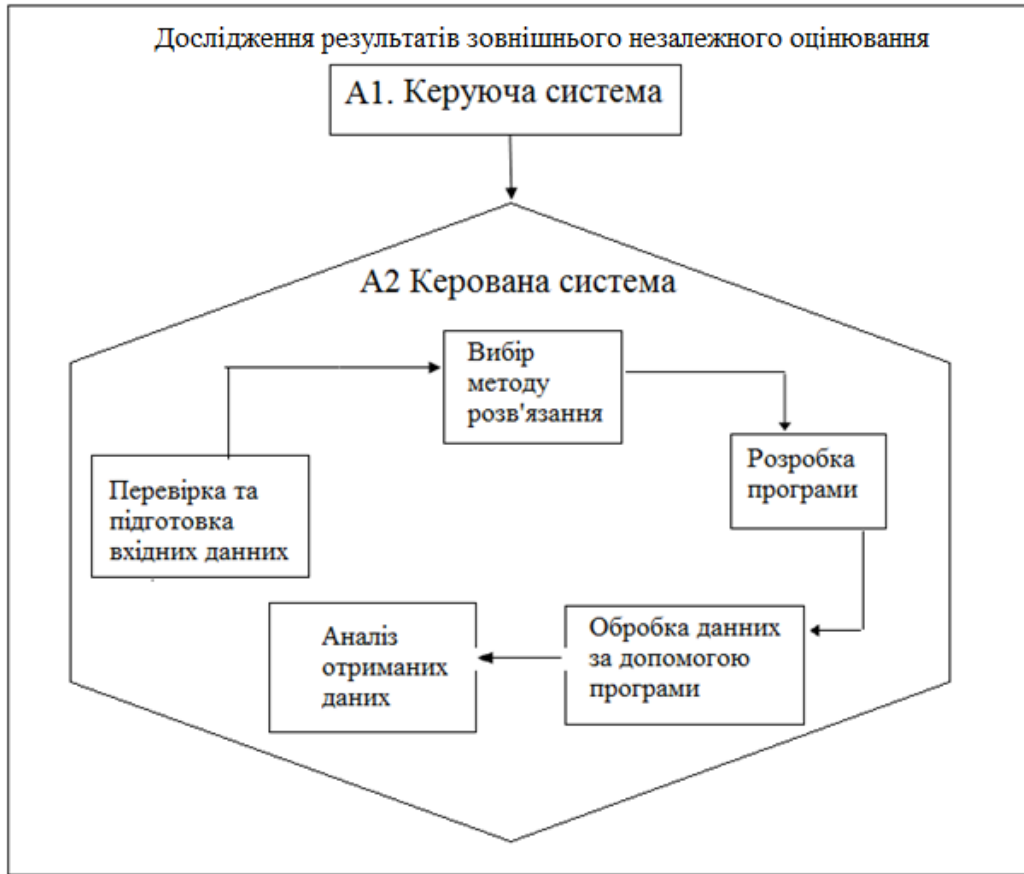 Дослідження результатів зовнішнього незалежного оцінювання
А1. Керуюча система
А2 Керована система
Вибір
методу
розв'язання
Розробка
програми
Перевірка та
підготовка
вхідних данних
Обробка данних
за допомогою
програми
Аналіз
отриманих
даних